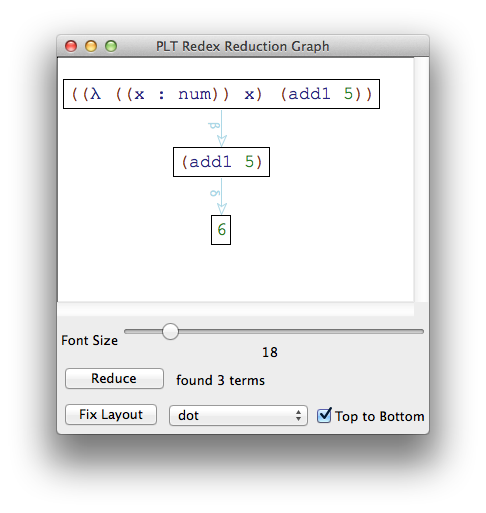 PLT Redex Reduction Graph
((λ ((x : num)) x) (add1 5))
β
(add1 5)
δ
6
Font Size
18
Reduce found 3 terms
Fix Layout dot Top to Bottom